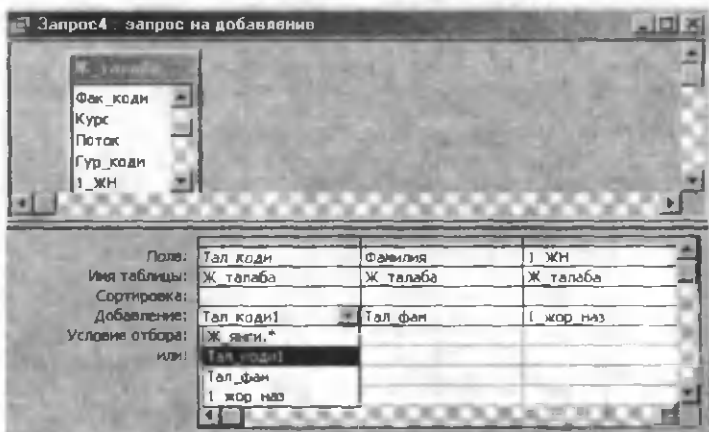 Запрос4 : запрос на добавление
Ж_талаба
Фак_коди
Курс
Поток
Гур_коди
1_ЖН
Поле: Тал_коди Фамилия 1_ЖН
Имя таблицы: Ж_талаба Ж_талаба Ж_талаба
Сортировка:
Добавление: Тал_коди1 Тал_фам 1_жор_наз
Условие отбора:
или:
Ж_янги.*
Тал_коди1
Тал_фам
1_жор_наз